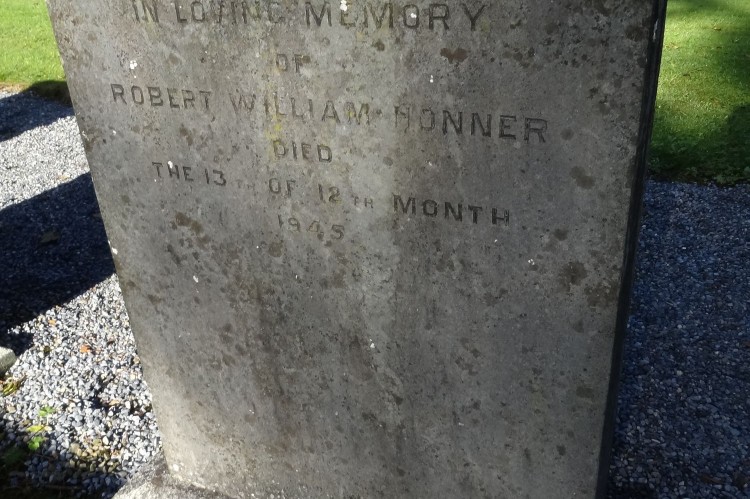 IN LOVING MEMORY
OF
ROBERT WILLIAM HONNER
DIED
THE 13TH OF 12TH MONTH
1945